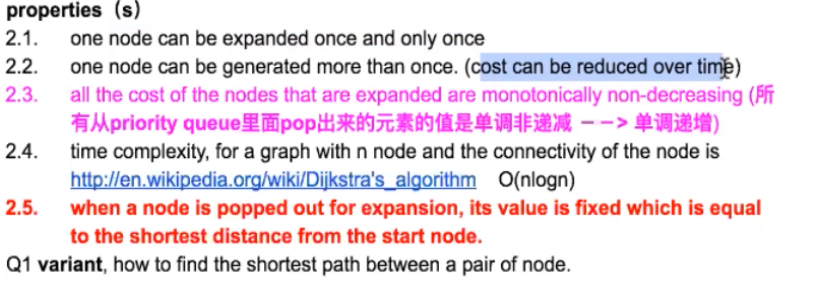 properties（s)
2.1. one node can be expanded once and only once
2.2. one node can be generated more than once. (cost can be reduced over time)
2.3. all the cost of the nodes that are expanded are monotonically non-decreasing (所
有从priority queue里面pop出来的元素的值是单调非递减 －－> 单调递增)
2.4. time complexity, for a graph with n node and the connectivity of the node is
http://en.wikipedia.org/wiki/Dijkstra's_algorithm O(nlogn)
2.5. when a node is popped out for expansion, its value is fixed which is equal
to the shortest distance from the start node.
Q1 variant, how to find the shortest path between a pair of node.